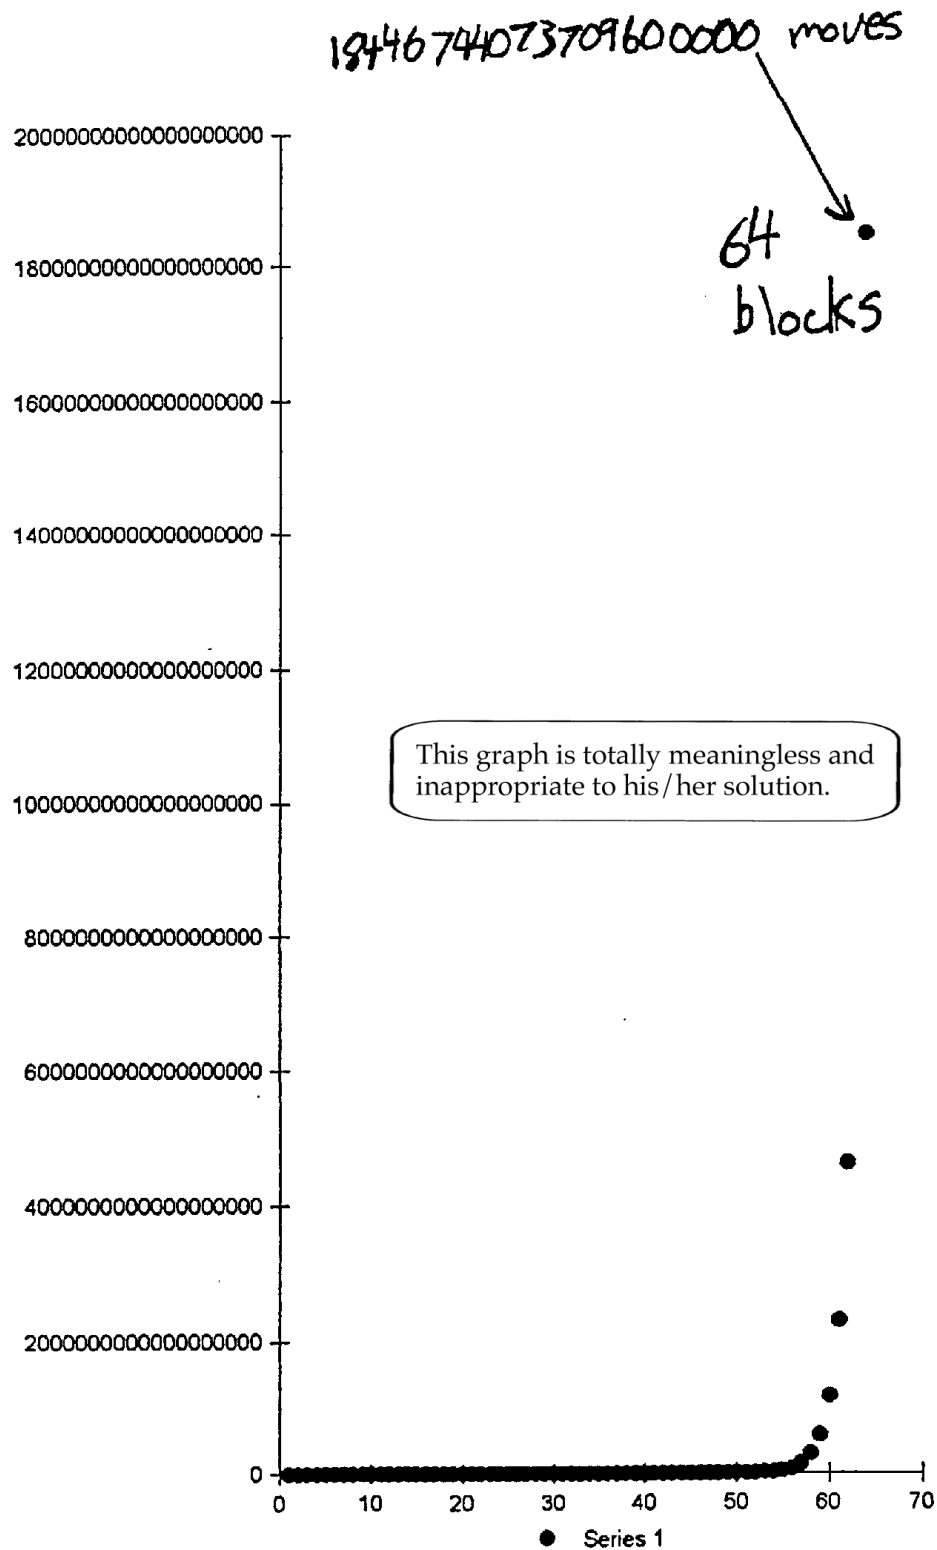 18446744073709600000 moves
20000000000000000000
64
blocks
18000000000000000000
16000000000000000000
14000000000000000000
12000000000000000000
This graph is totally meaningless and
inappropriate to his/her solution.
10000000000000000000
8000000000000000000
6000000000000000000
4000000000000000000
2000000000000000000
0
0 10 20 30 40 50 60 70
Series 1